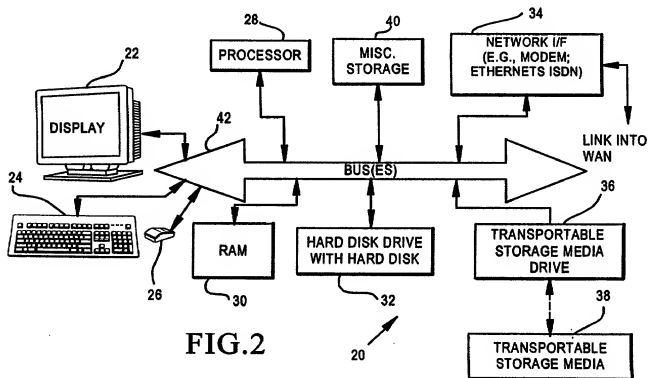 22
28
40
34
PROCESSOR
MISC.
STORAGE
NETWORK I/F
(E.G., MODEM;
ETHERNETS ISDN)
DISPLAY
42
LINK INTO
WAN
BUS(ES)
24
26
RAM
30
HARD DISK DRIVE
WITH HARD DISK
32
36
TRANSPORTABLE
STORAGE MEDIA
DRIVE
38
TRANSPORTABLE
STORAGE MEDIA
FIG.2
20